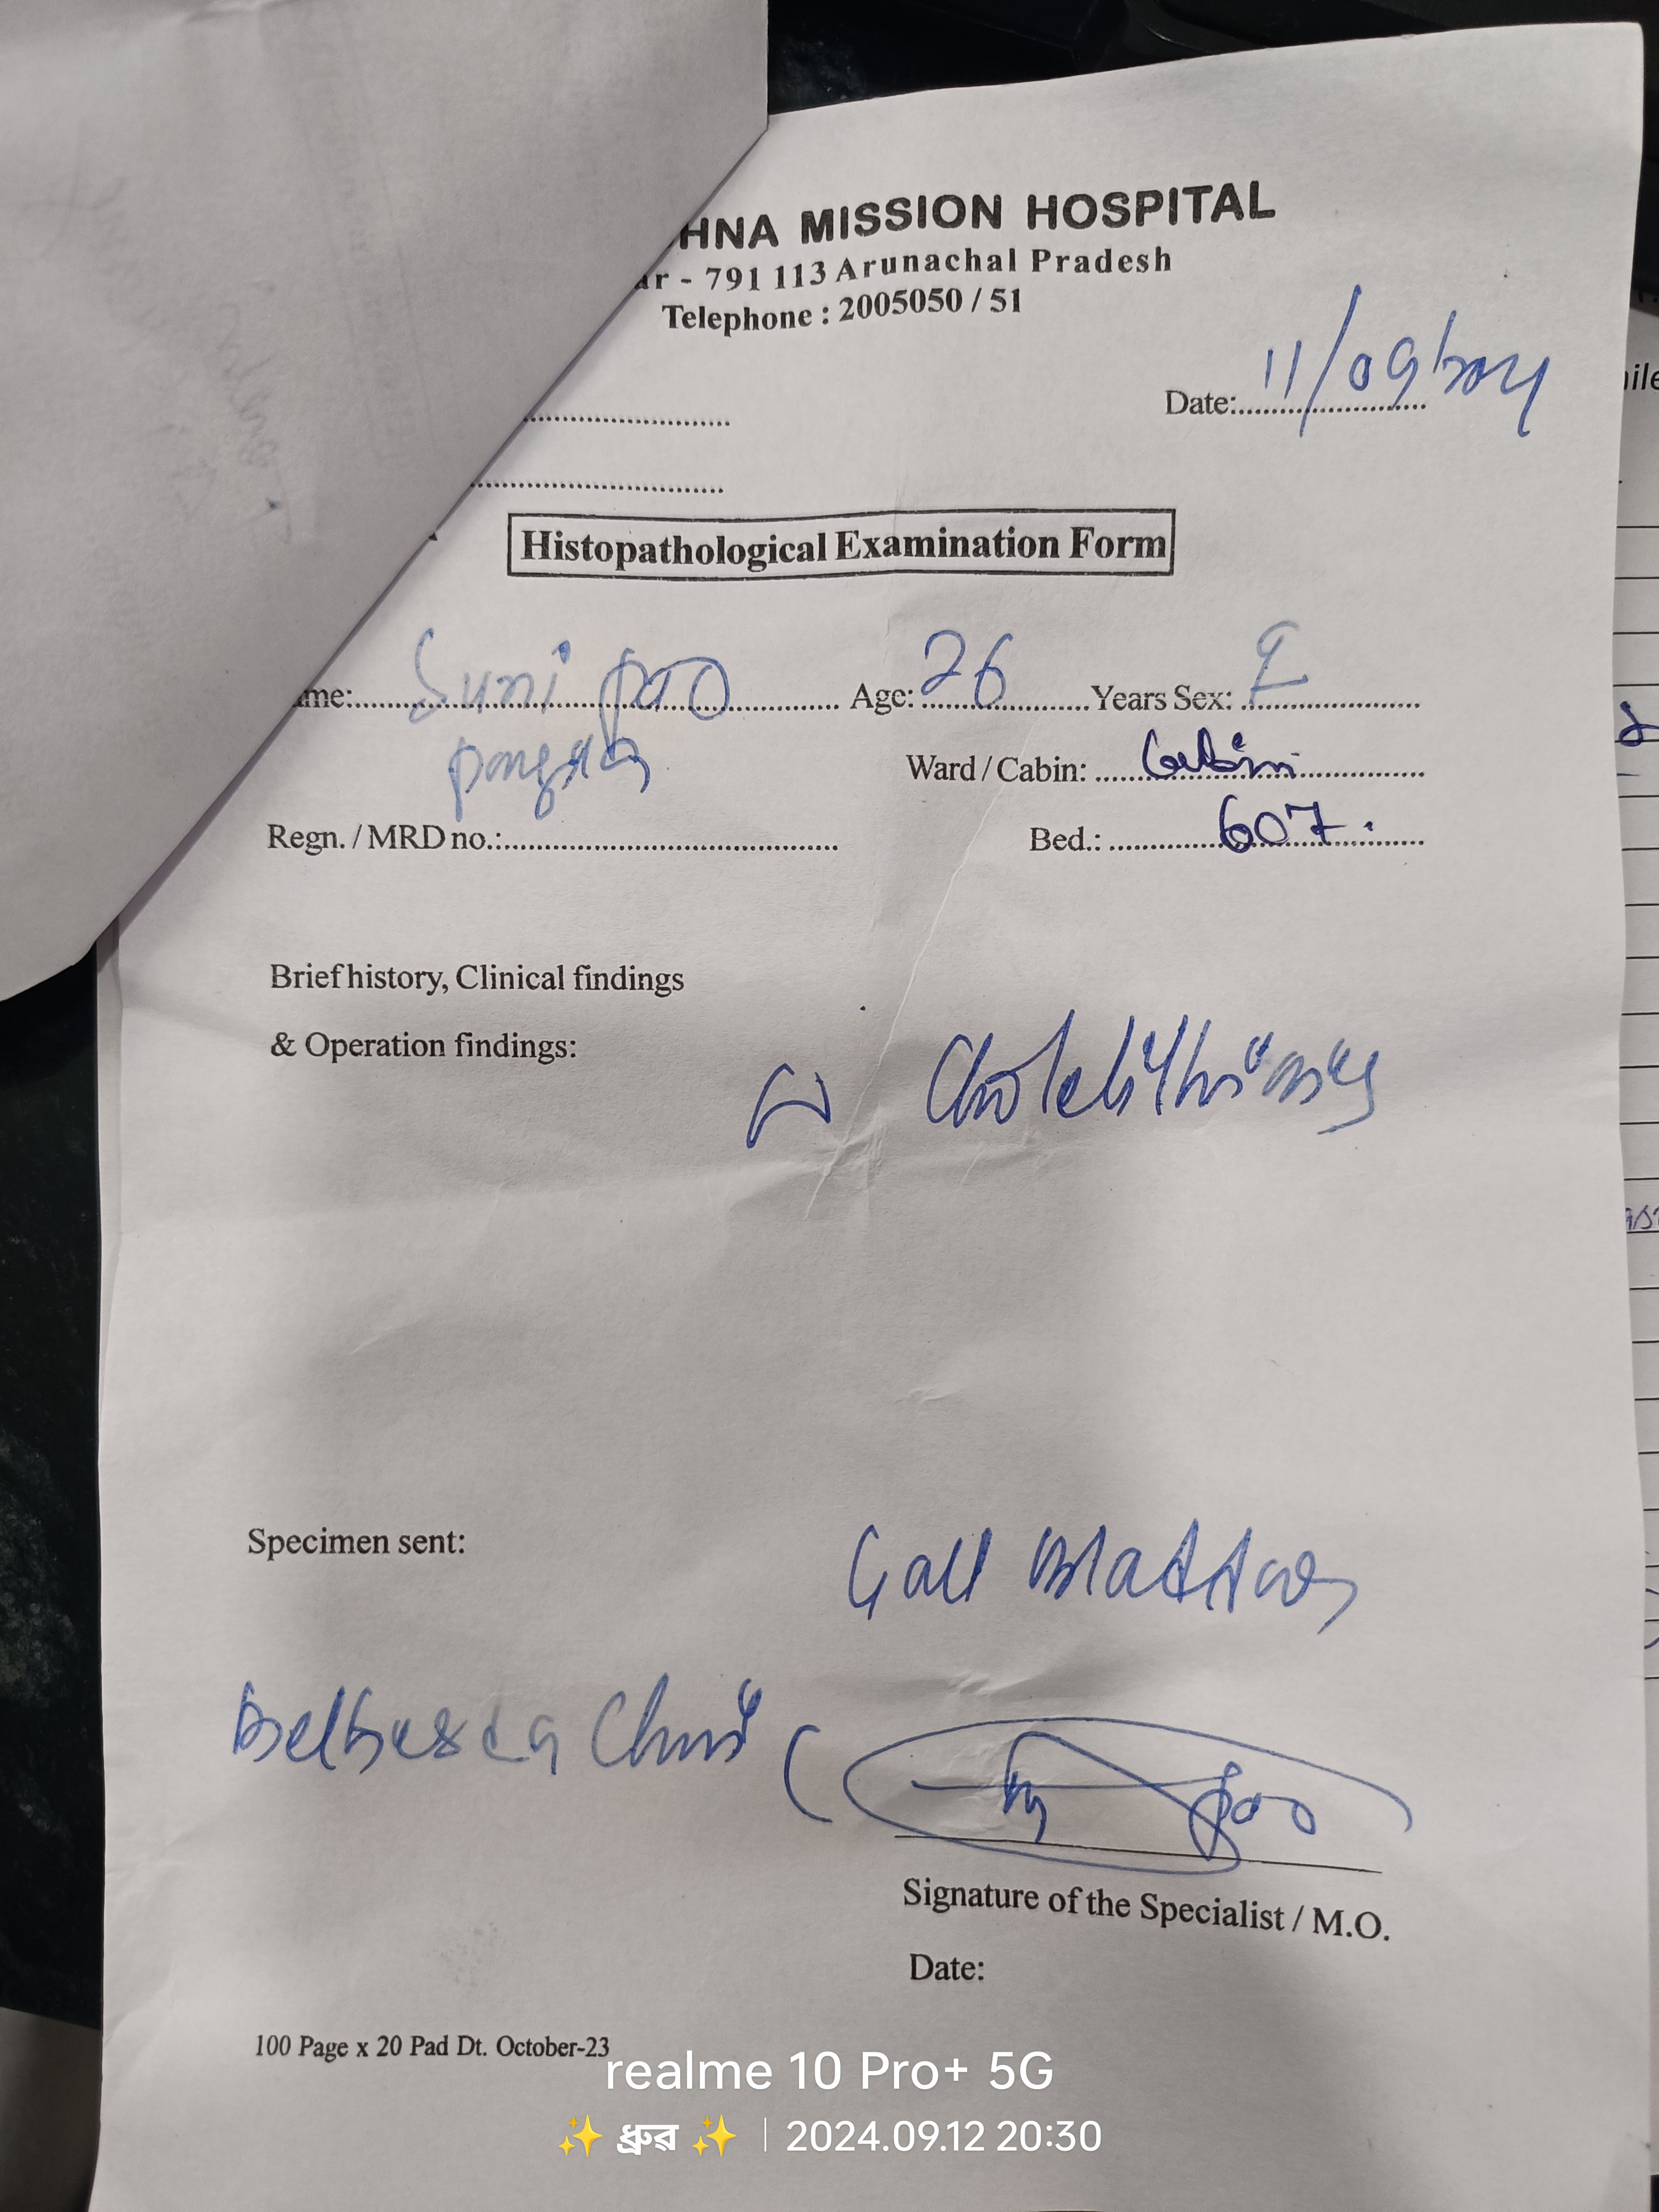 HNA MISSION HOSPITAL
ar - 791 113 Arunachal Pradesh
Telephone : 2005050 / 51
Date: 11/09/2024
Histopathological Examination Form
me: Suni Age: 26 Years Sex: F
Ward / Cabin: Cabin
Regn. / MRD no.: Bed.: 607
Brief history, Clinical findings
& Operation findings:
Cholelithiasis
Specimen sent: Gall Bladder
Signature of the Specialist / M.O.
Date:
100 Page x 20 Pad Dt. October-23
realme 10 Pro+ 5G
✨ ধ্রুৱ ✨ | 2024.09.12 20:30